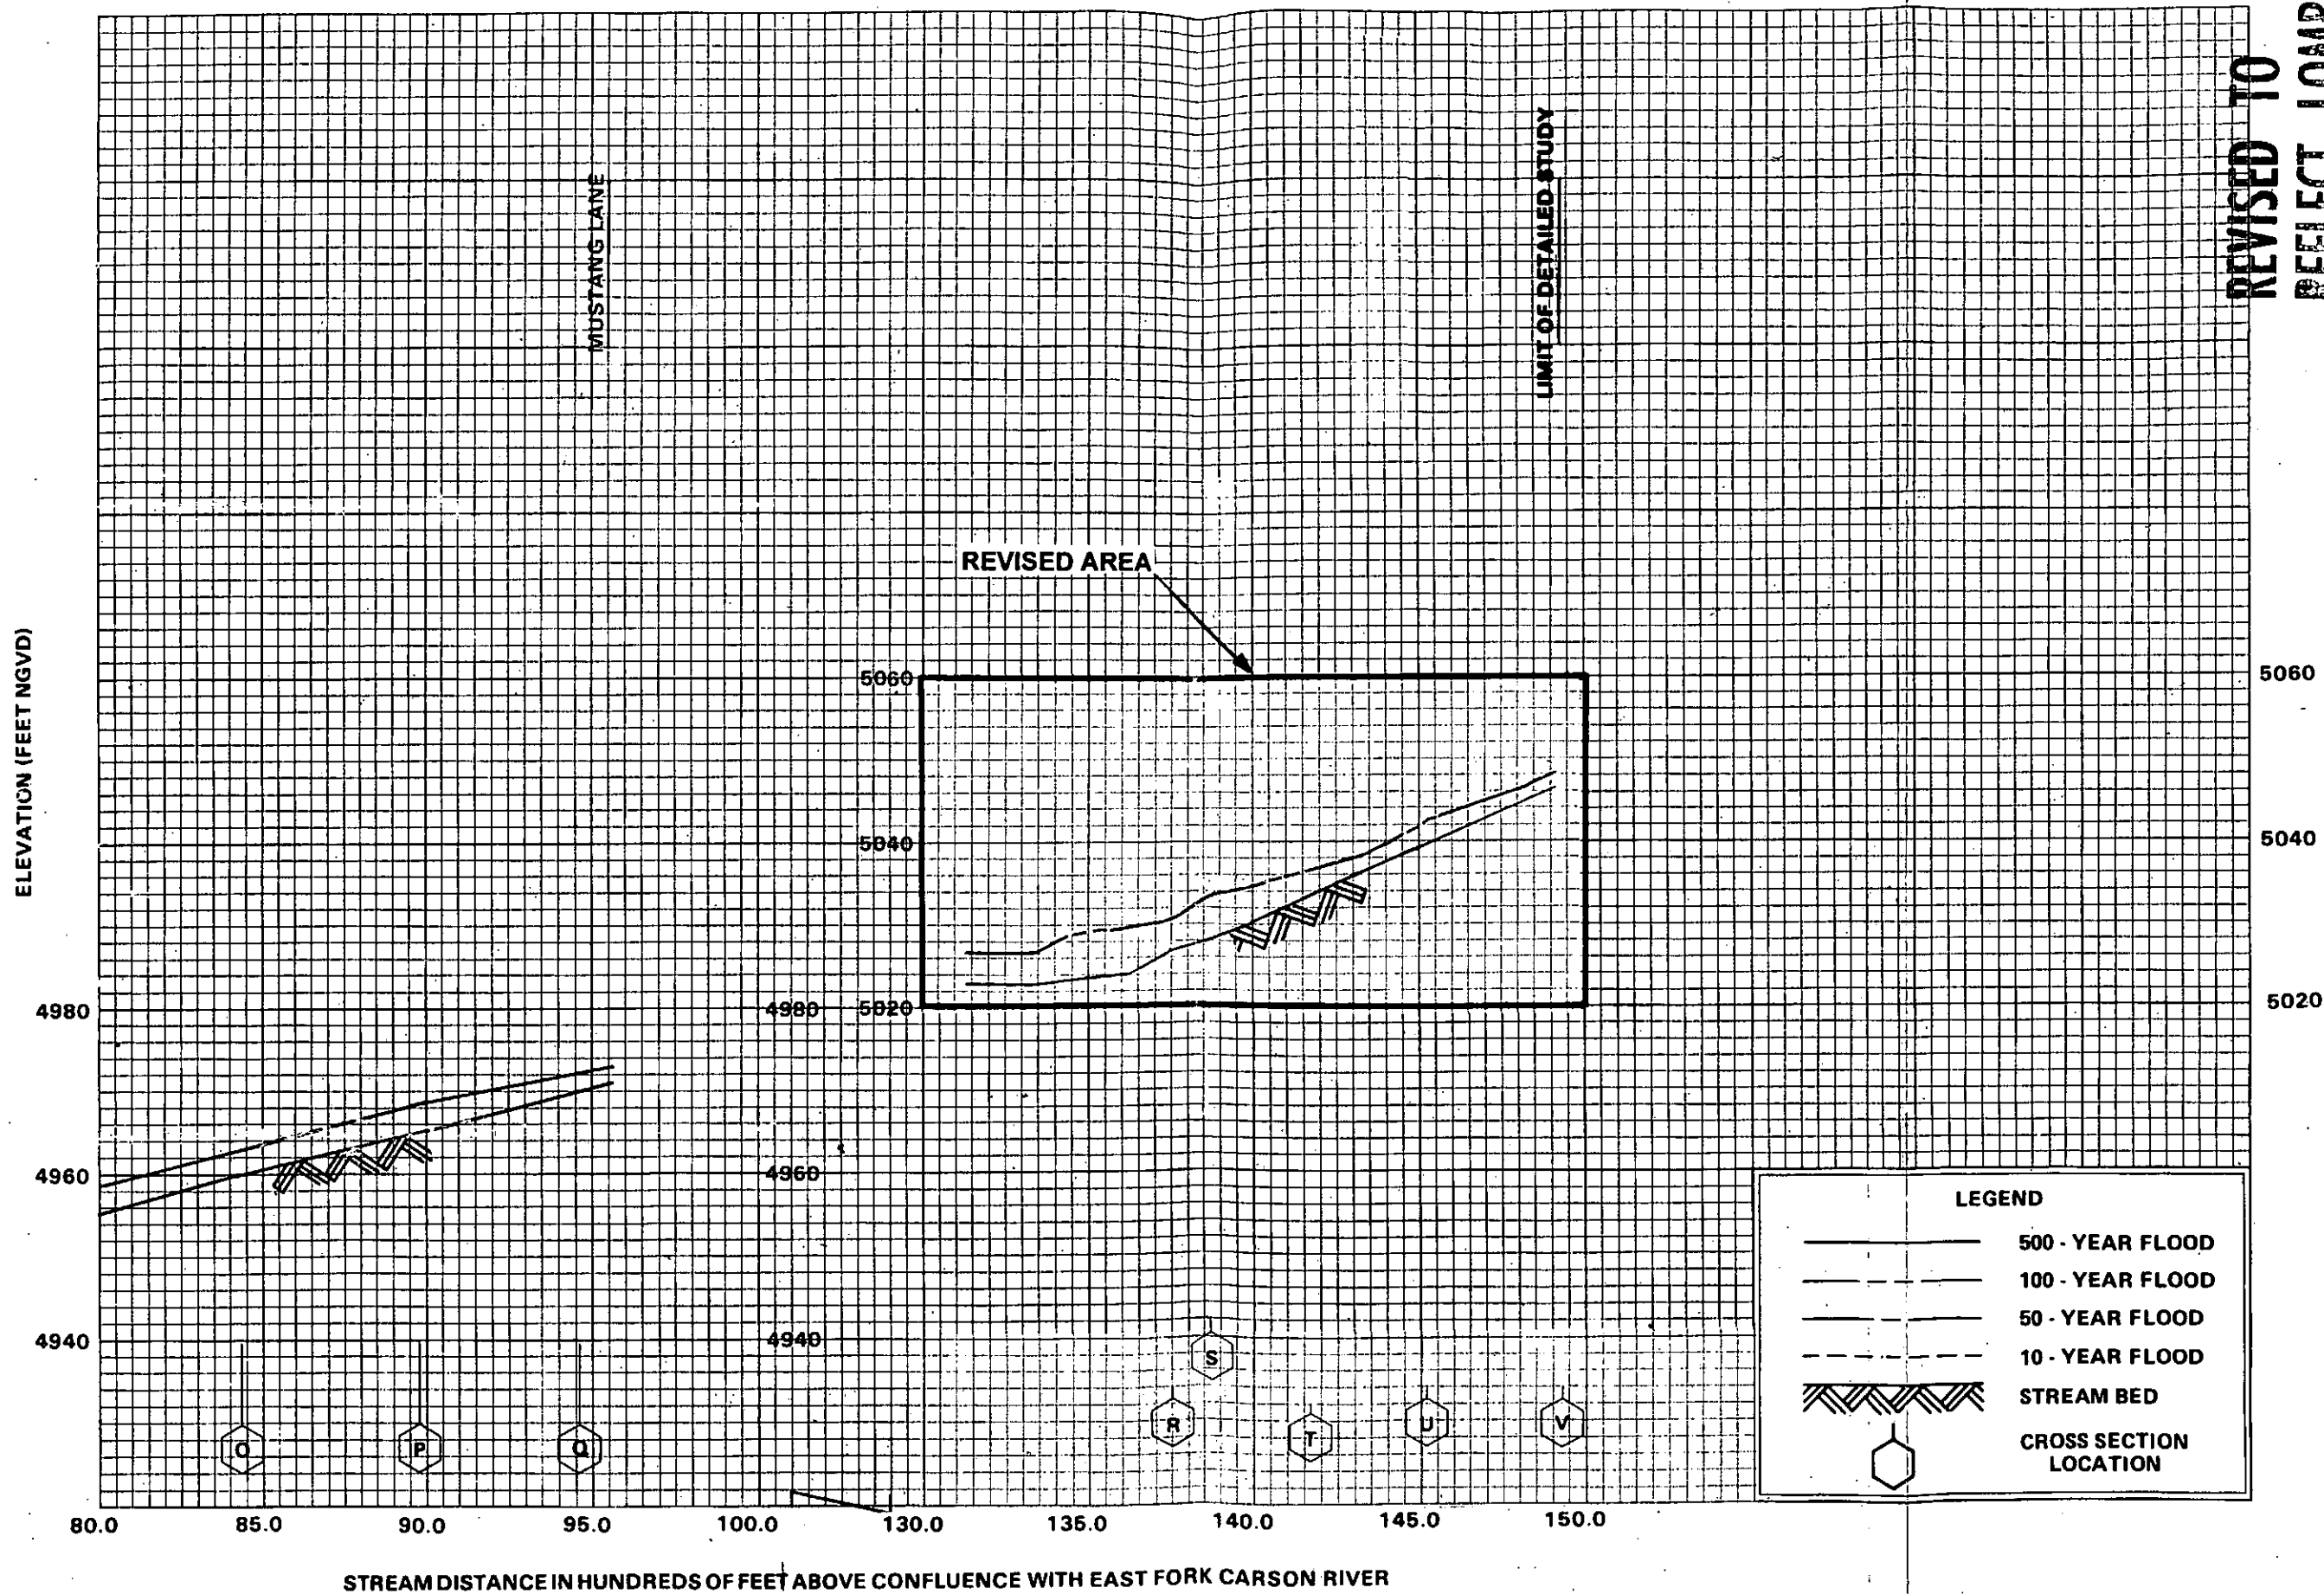 REVISED TO
REFLECT LOMR
MUSTANG LANE
LIMIT OF DETAILED STUDY
REVISED AREA
ELEVATION (FEET NGVD)
5060
5060
5040
5040
4980
4980
5020
5020
4960
4960
4940
4940
O
P
Q
R
S
T
U
V
LEGEND
500 - YEAR FLOOD
100 - YEAR FLOOD
50 - YEAR FLOOD
10 - YEAR FLOOD
STREAM BED
CROSS SECTION
LOCATION
80.0
85.0
90.0
95.0
100.0
130.0
135.0
140.0
145.0
150.0
STREAM DISTANCE IN HUNDREDS OF FEET ABOVE CONFLUENCE WITH EAST FORK CARSON RIVER